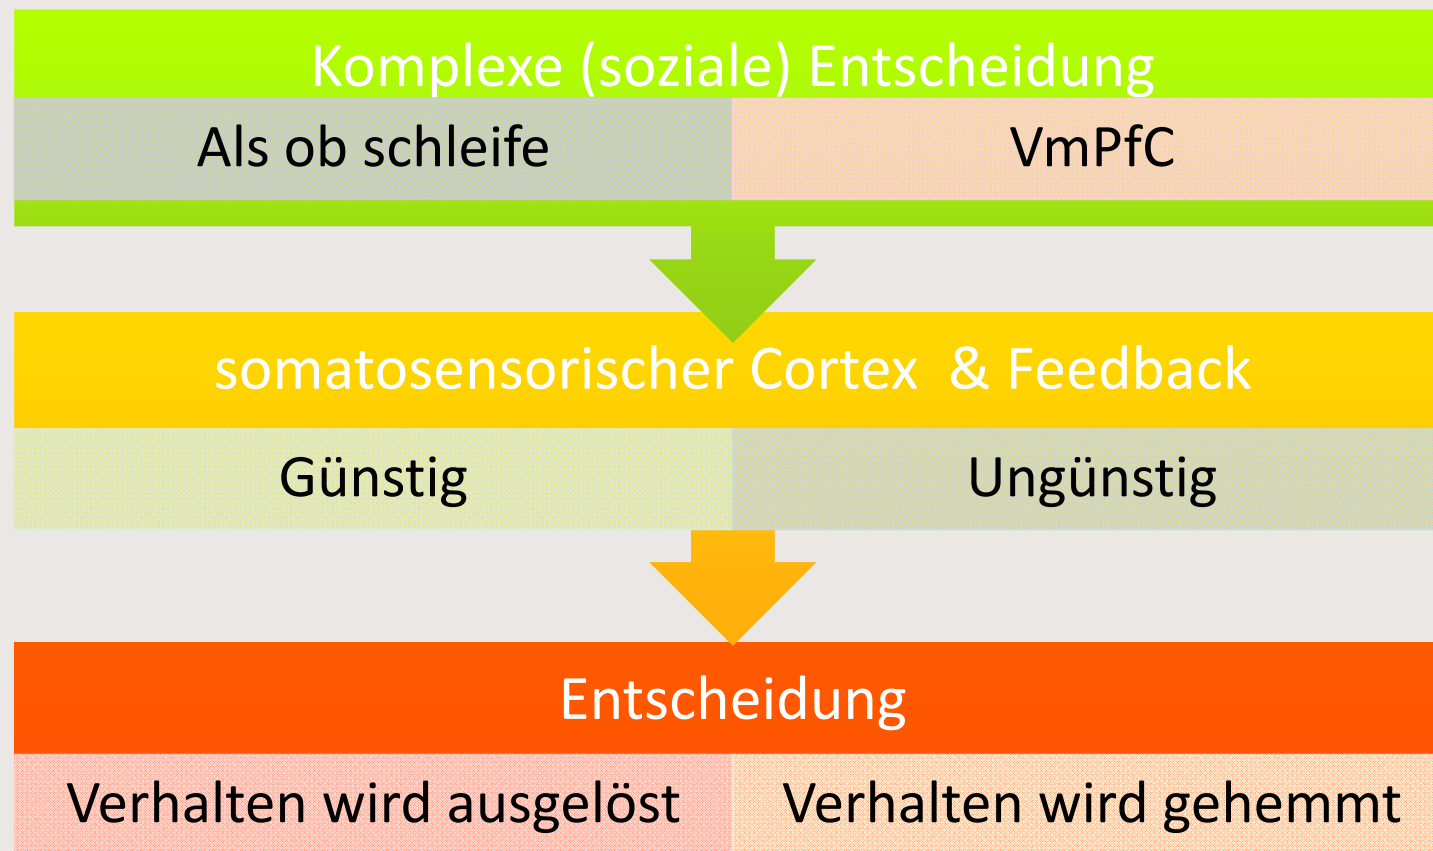 Komplexe (soziale) Entscheidung
Als ob schleife
VmPfC
somatosensorischer Cortex & Feedback
Günstig
Ungünstig
Entscheidung
Verhalten wird ausgelöst
Verhalten wird gehemmt